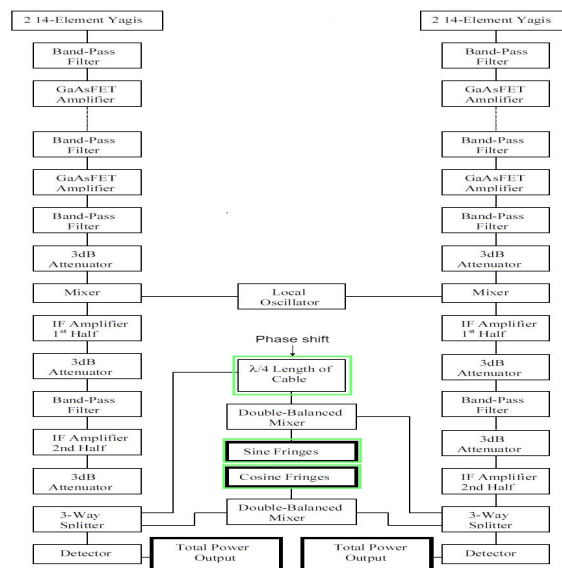 2 14-Element Yagis
Band-Pass
Filter
GaAsFET
Amplifier
Band-Pass
Filter
GaAsFET
Amplifier
Band-Pass
Filter
3dB
Attenuator
Mixer
IF Amplifier
1st Half
3dB
Attenuator
Band-Pass
Filter
IF Amplifier
2nd Half
3dB
Attenuator
3-Way
Splitter
Detector
Local
Oscillator
Phase shift
λ/4 Length of
Cable
Double-Balanced
Mixer
Sine Fringes
Cosine Fringes
Double-Balanced
Mixer
Total Power
Output
Total Power
Output
2 14-Element Yagis
Band-Pass
Filter
GaAsFET
Amplifier
Band-Pass
Filter
GaAsFET
Amplifier
Band-Pass
Filter
3dB
Attenuator
Mixer
IF Amplifier
1st Half
3dB
Attenuator
Band-Pass
Filter
3dB
Attenuator
IF Amplifier
2nd Half
3-Way
Splitter
Detector